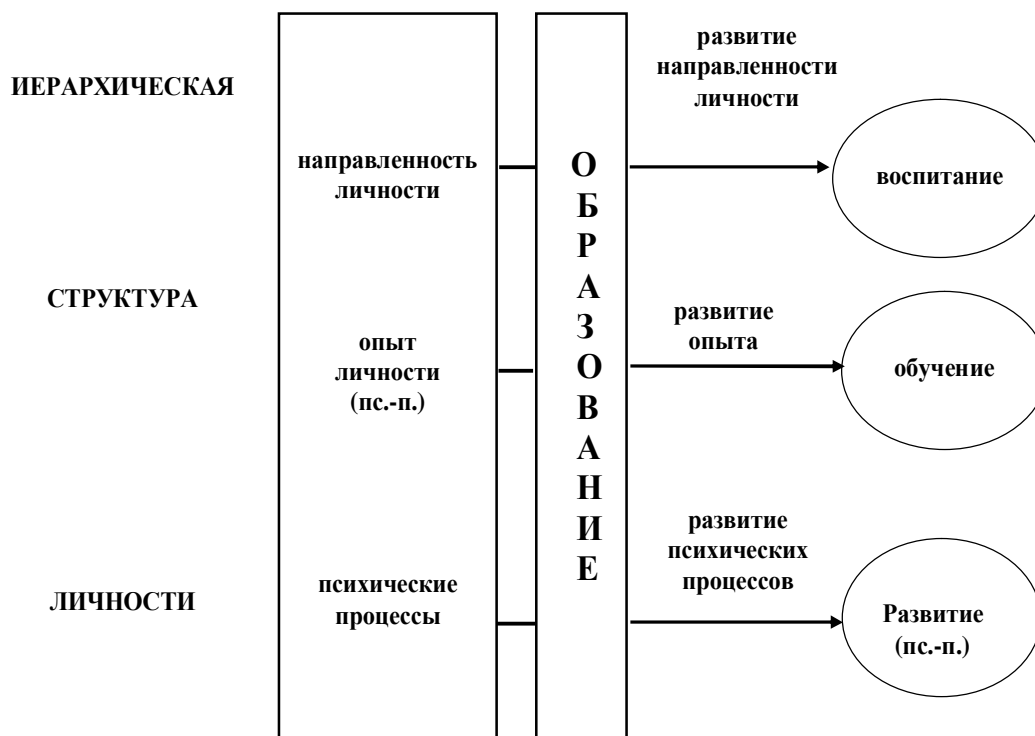 ИЕРАРХИЧЕСКАЯ
СТРУКТУРА
ЛИЧНОСТИ
направленность
личности
опыт
личности
(пс.-п.)
психические
процессы
О
Б
Р
А
З
О
В
А
Н
И
Е
развитие
направленности
личности
развитие
опыта
развитие
психических
процессов
воспитание
обучение
Развитие
(пс.-п.)